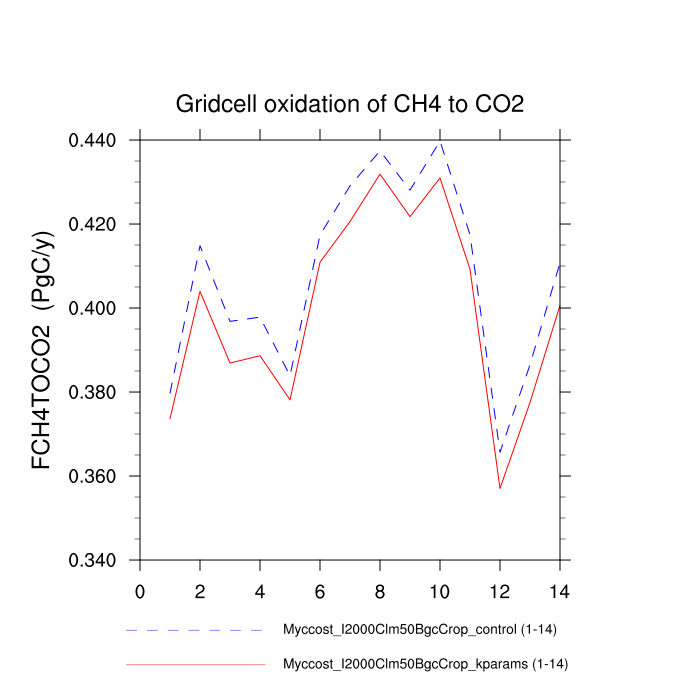 Gridcell oxidation of CH4 to CO2
FCH4TOCO2 (PgC/y)
0.440
0.420
0.400
0.380
0.360
0.340
0 2 4 6 8 10 12 14
Myccost_I2000Clm50BgcCrop_control (1-14)
Myccost_I2000Clm50BgcCrop_kparams (1-14)